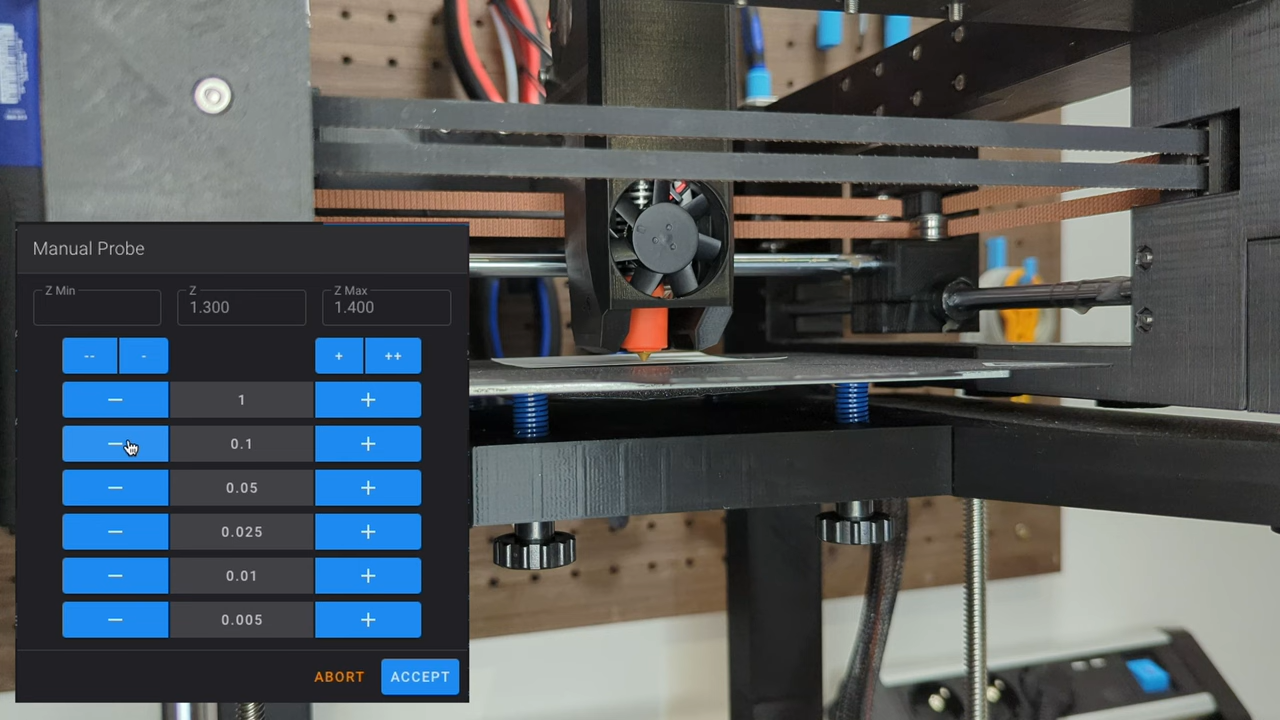 Manual Probe
Z Min
Z
1.300
Z Max
1.400
-- - + ++
— 1 +
— 0.1 +
— 0.05 +
— 0.025 +
— 0.01 +
— 0.005 +
ABORT ACCEPT